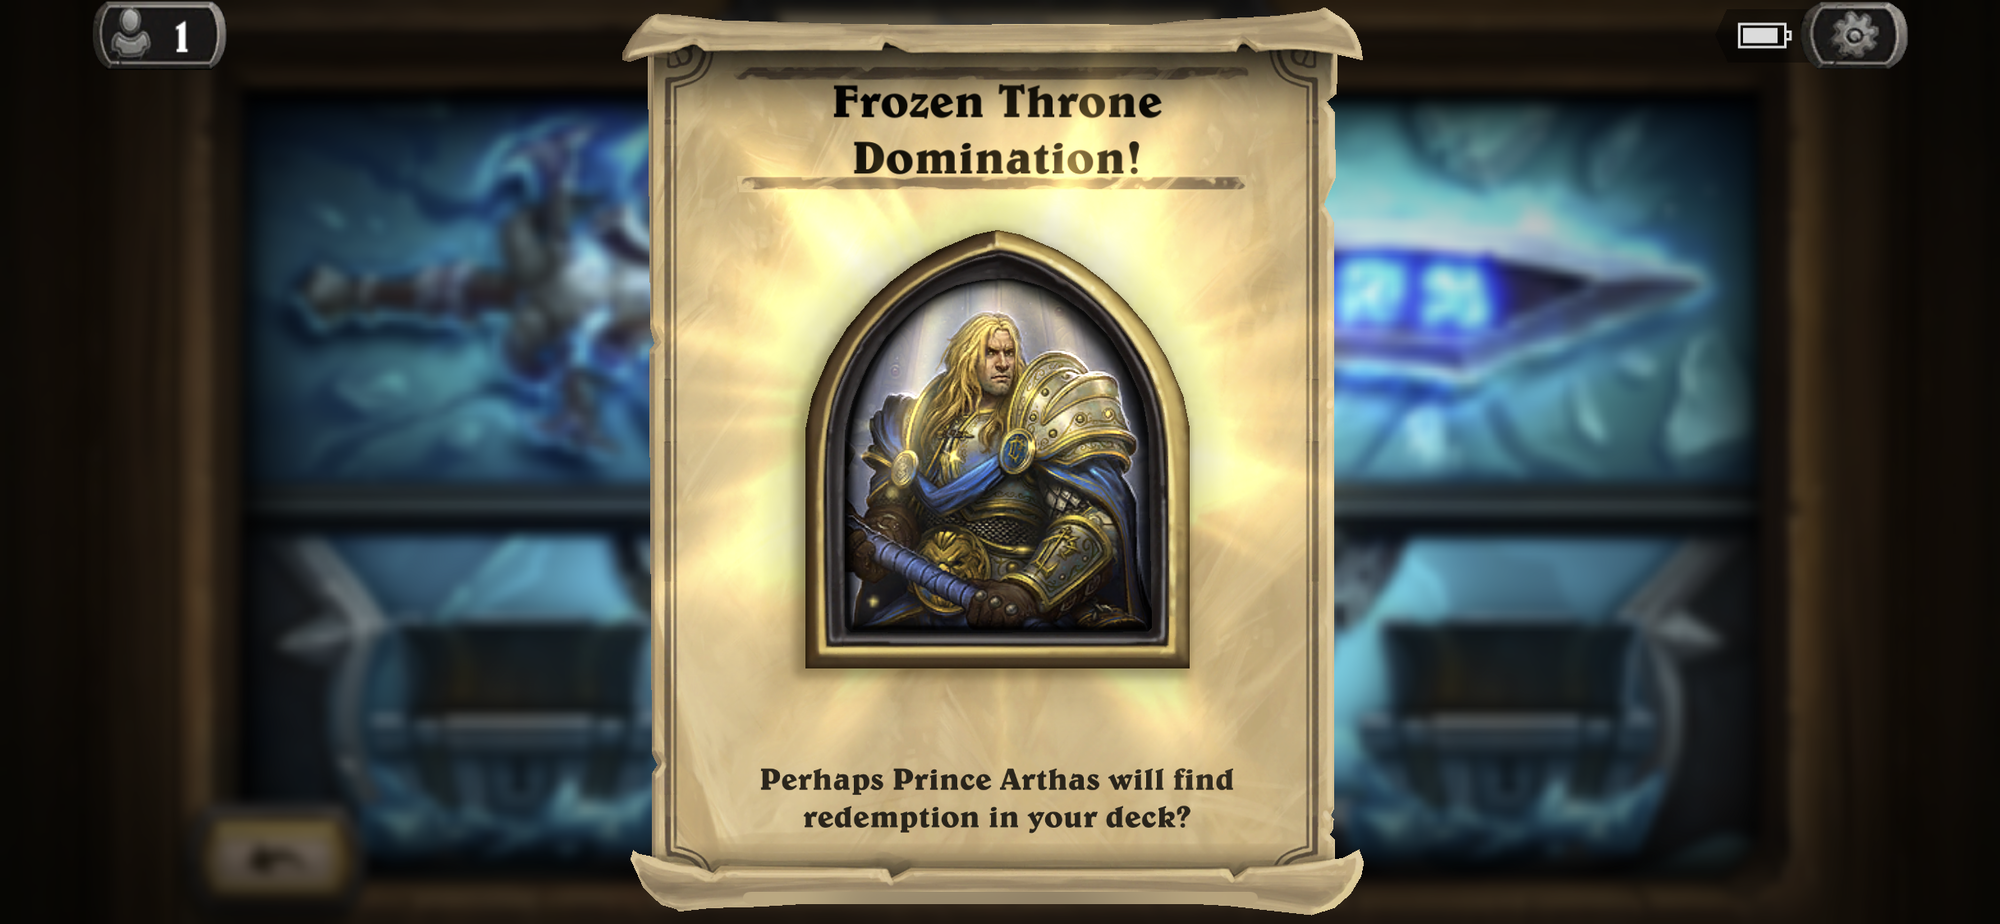 1
Frozen Throne
Domination!
Perhaps Prince Arthas will find
redemption in your deck?